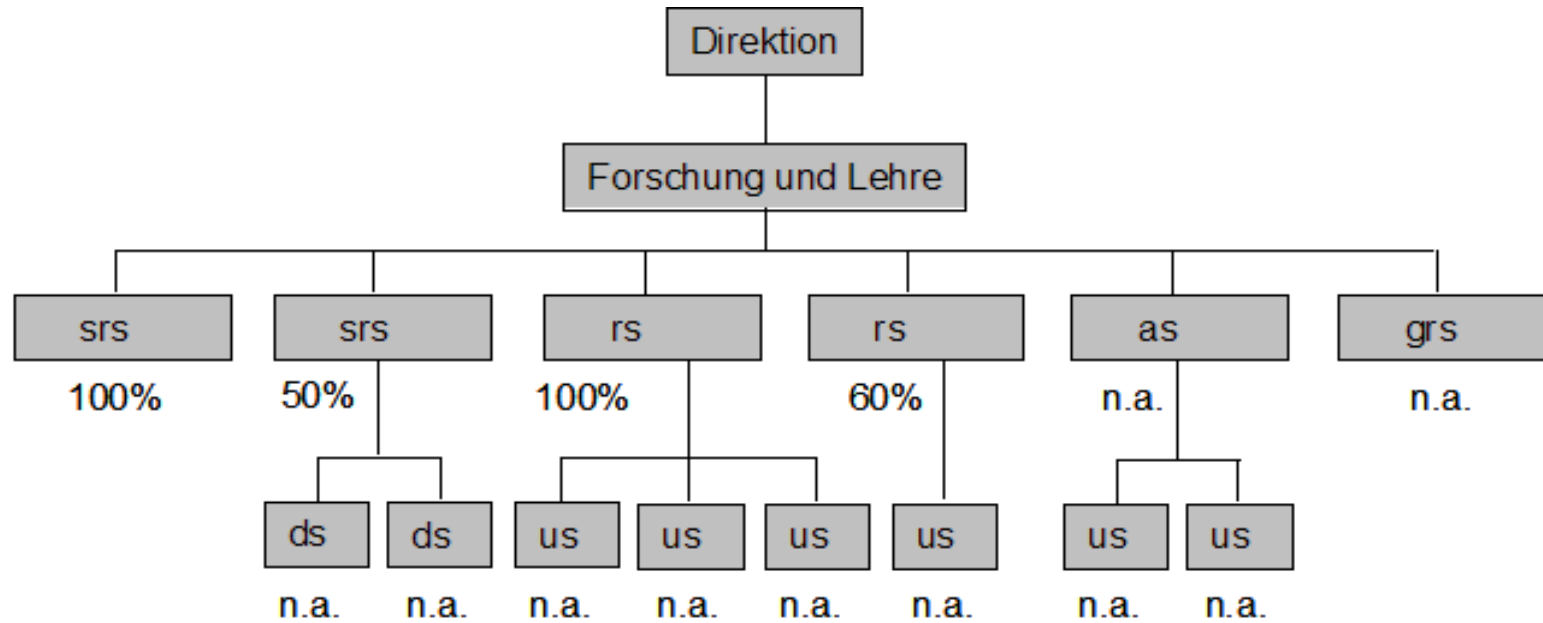 Direktion
Forschung und Lehre
srs srs rs rs as grs
100% 50% 100% 60% n.a. n.a.
ds ds us us us us us us
n.a. n.a. n.a. n.a. n.a. n.a. n.a. n.a.